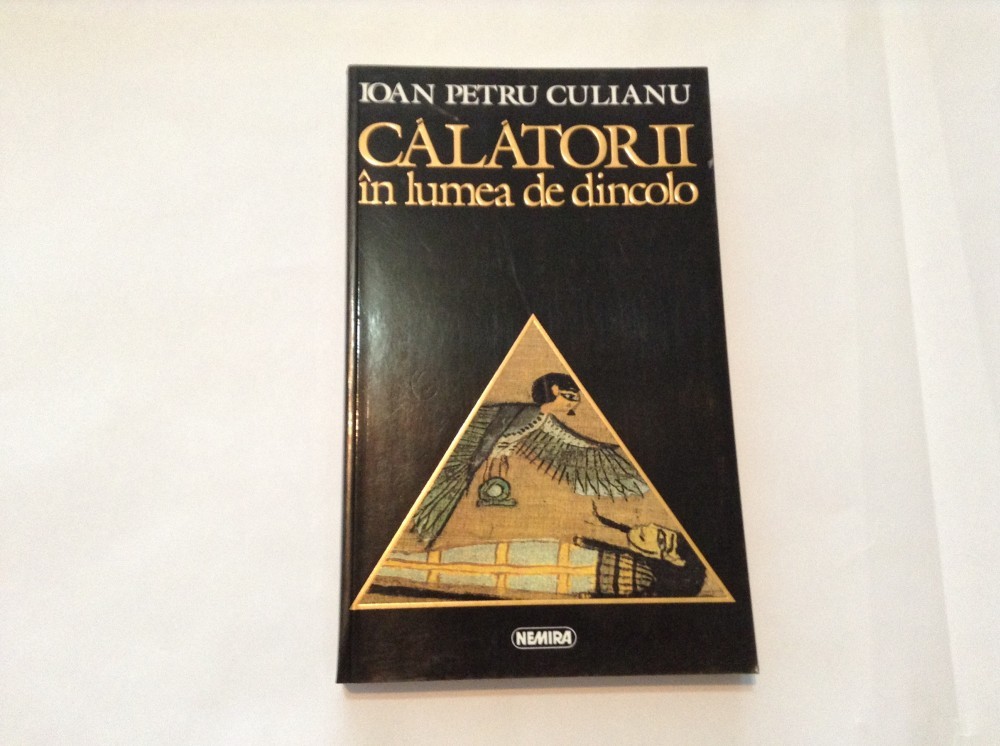 IOAN PETRU CULIANU
CĂLĂTORII
în lumea de dincolo
NEMIRA